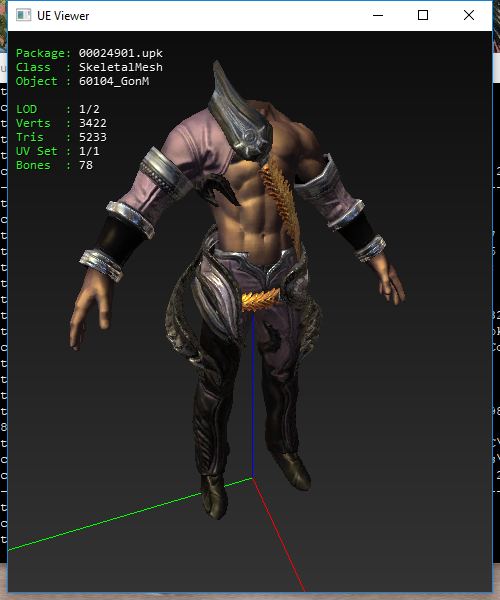 UE Viewer
Package: 00024901.upk
Class  : SkeletalMesh
Object : 60104_GonM
LOD    : 1/2
Verts  : 3422
Tris   : 5233
UV Set : 1/1
Bones  : 78